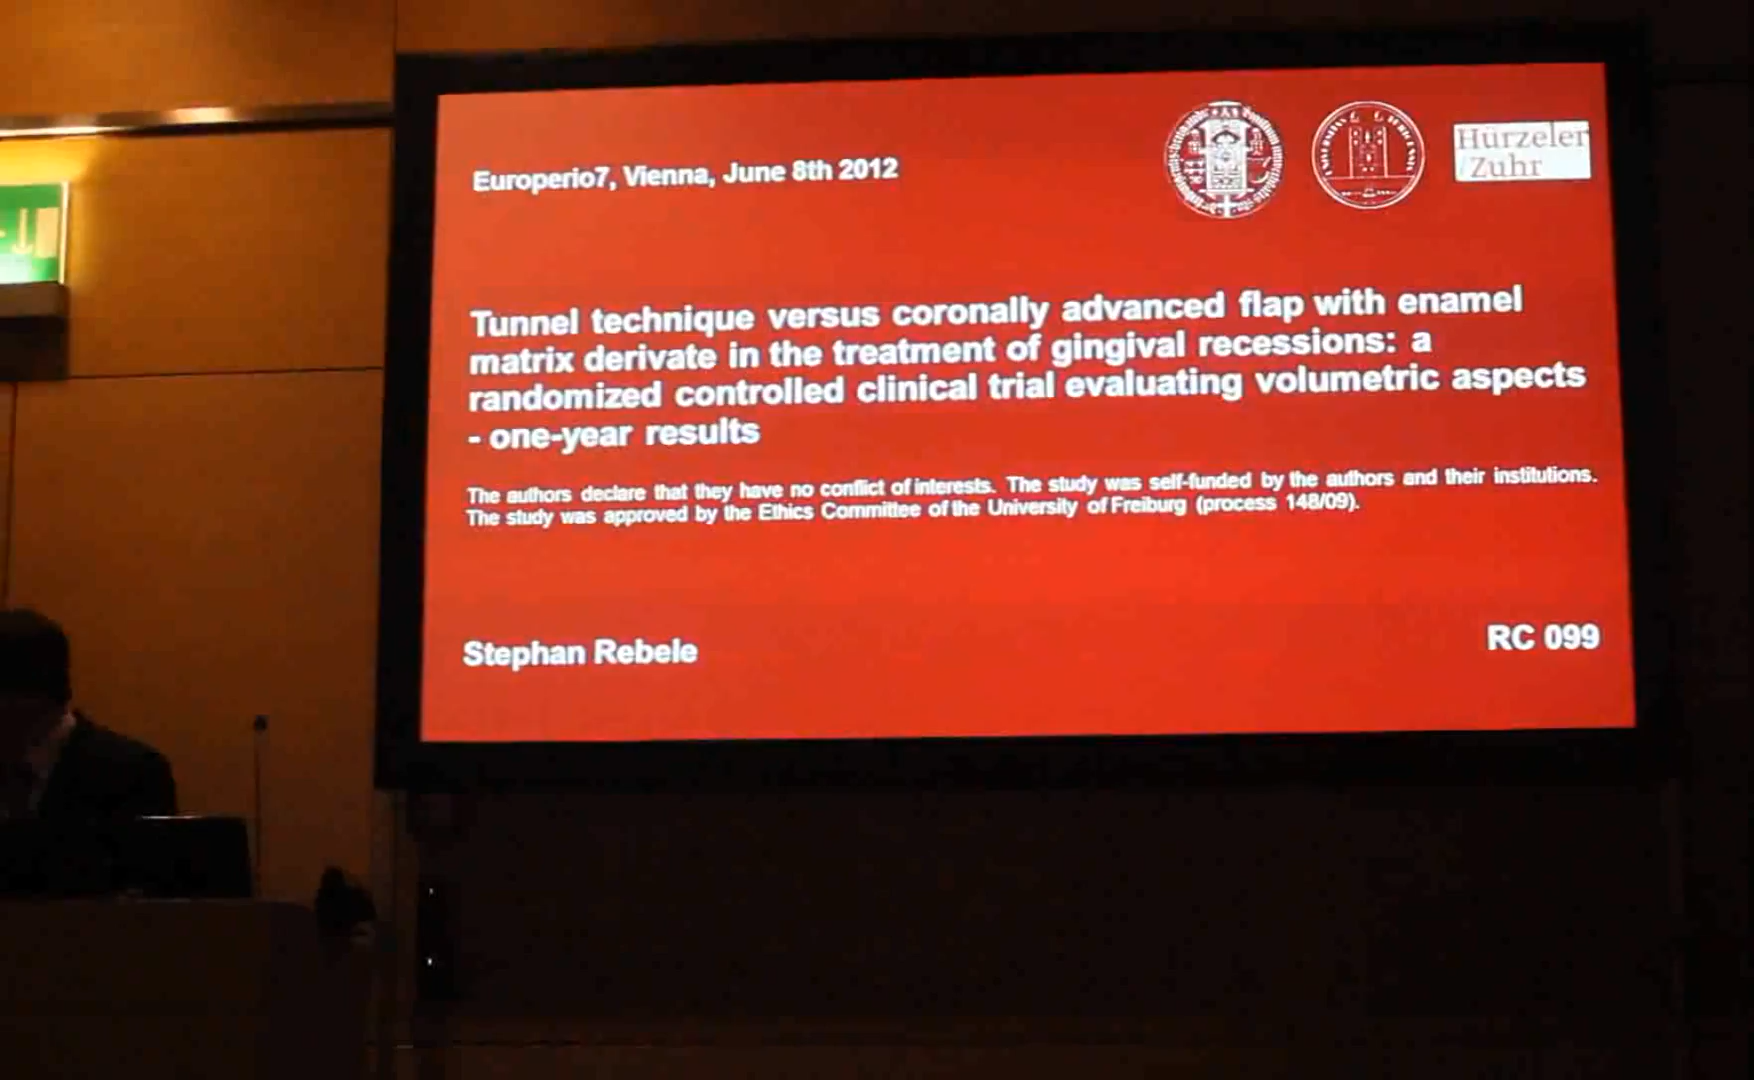 Europerio7, Vienna, June 8th 2012
Hürzeler
/Zuhr
Tunnel technique versus coronally advanced flap with enamel
matrix derivate in the treatment of gingival recessions: a
randomized controlled clinical trial evaluating volumetric aspects
- one-year results
The authors declare that they have no conflict of interests. The study was self-funded by the authors and their institutions.
The study was approved by the Ethics Committee of the University of Freiburg (process 148/09).
Stephan Rebele
RC 099